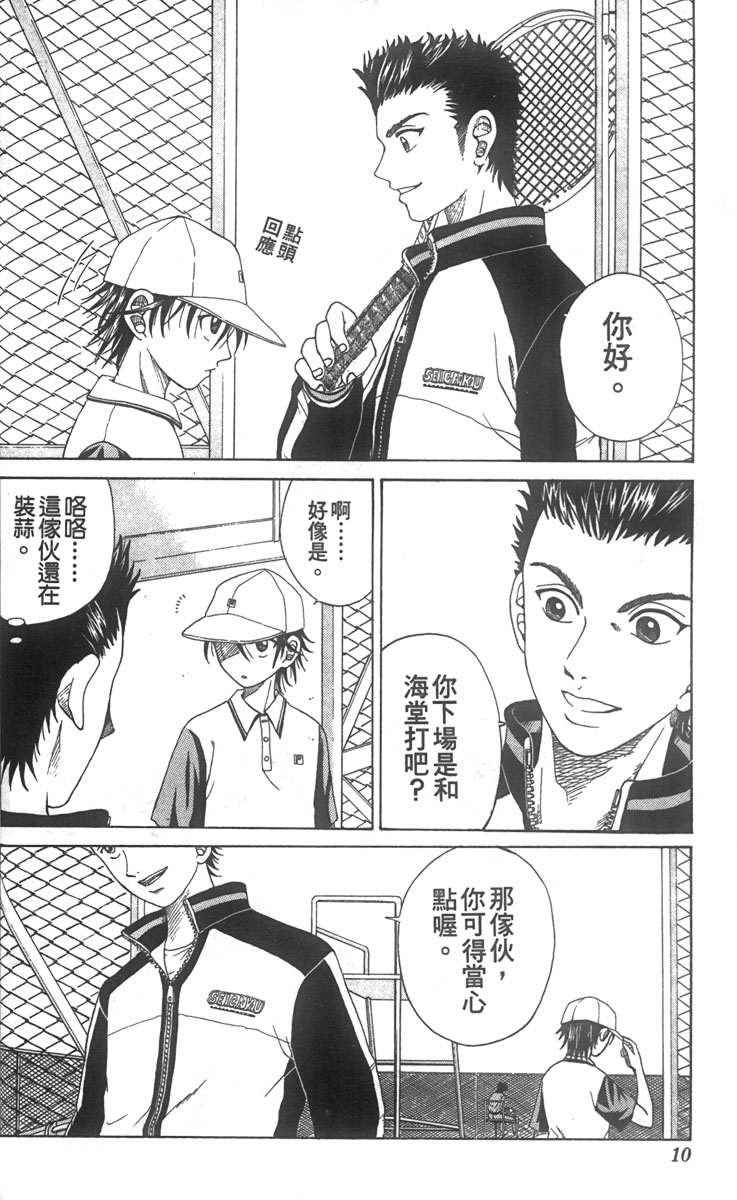 你好。
點頭
回應
SEIGAKU
你下場是和
海堂打吧？
啊……
好像是。
咯咯……
這傢伙還在
裝蒜。
那傢伙，
你可得當心
點喔。
SEIGAKU
10